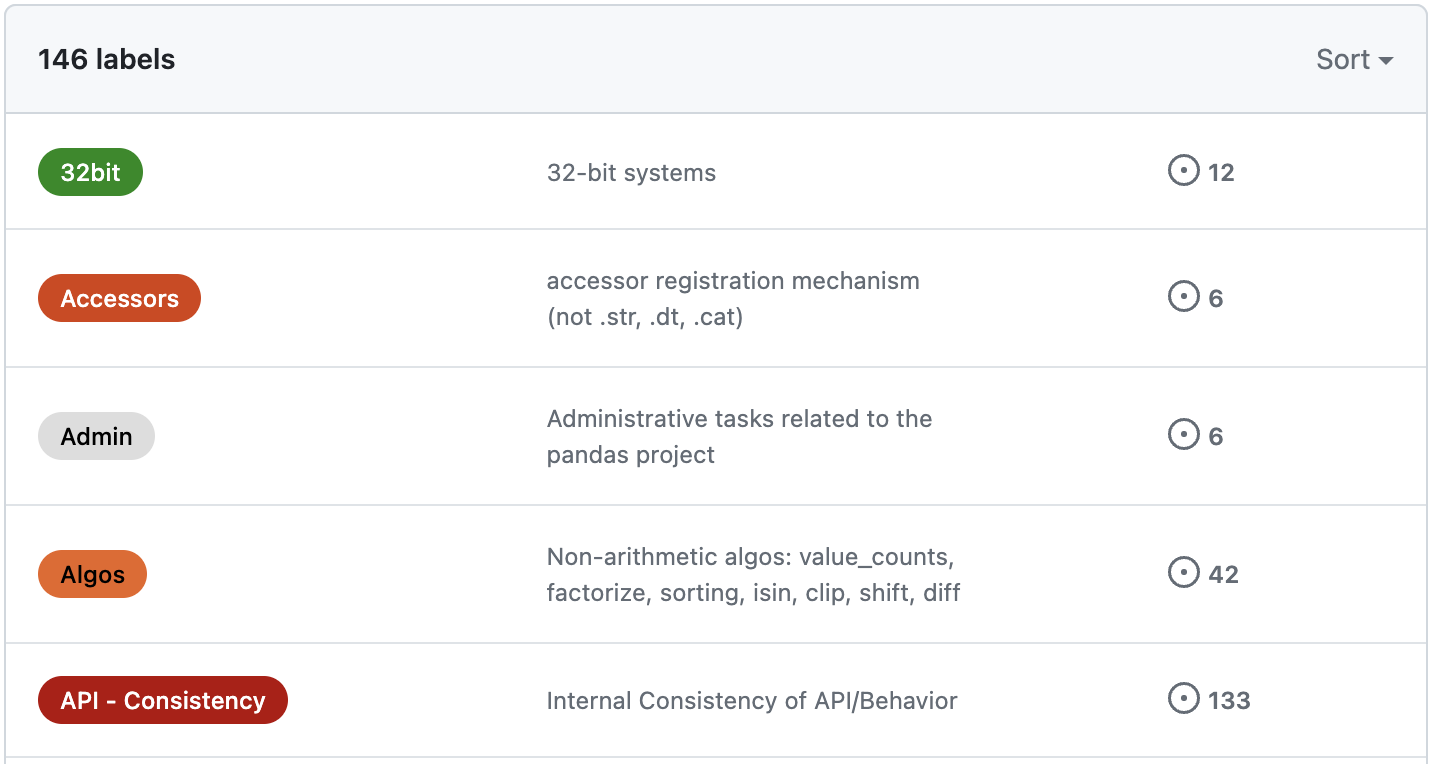 146 labels
Sort
32bit
32-bit systems
12
Accessors
accessor registration mechanism
(not .str, .dt, .cat)
6
Admin
Administrative tasks related to the
pandas project
6
Algos
Non-arithmetic algos: value_counts,
factorize, sorting, isin, clip, shift, diff
42
API - Consistency
Internal Consistency of API/Behavior
133